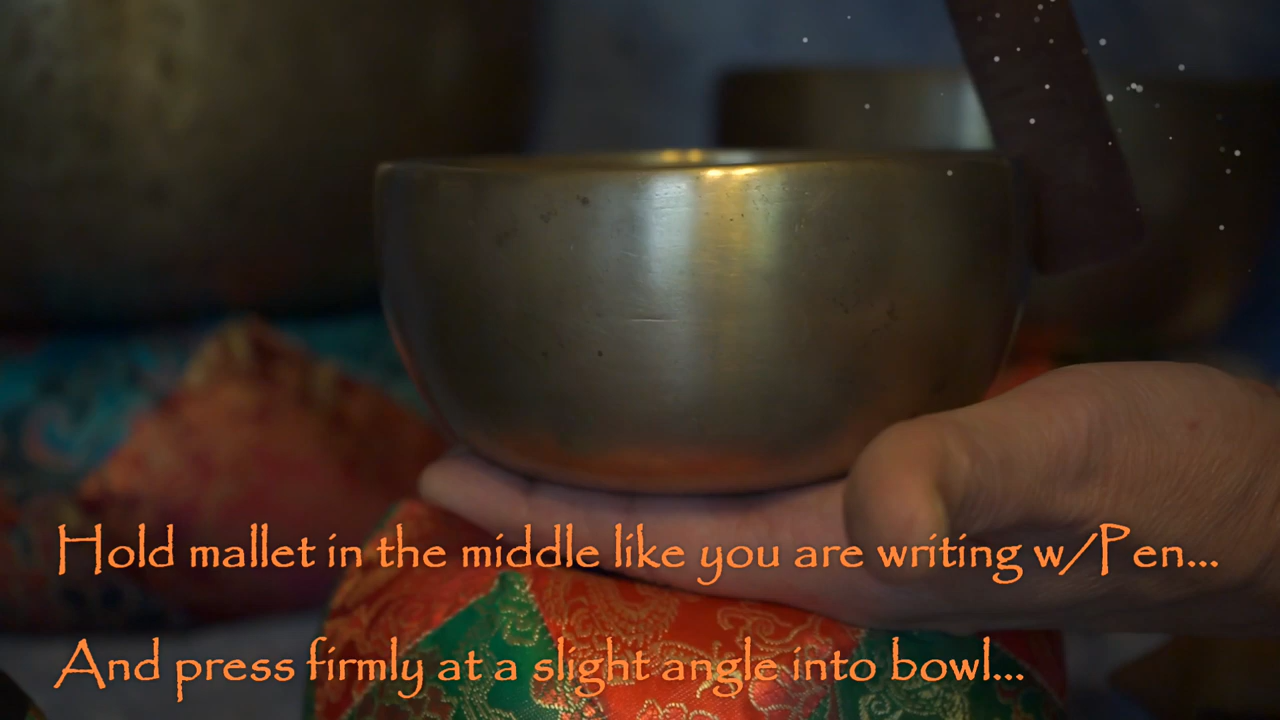 Hold mallet in the middle like you are writing w/Pen...
And press firmly at a slight angle into bowl...